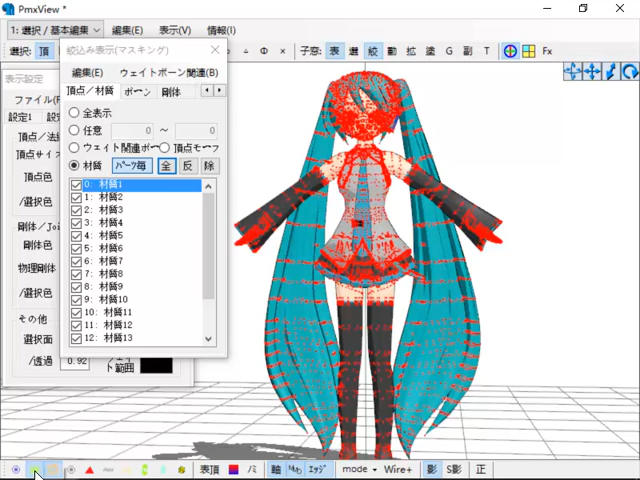 PmxView *
1: 選択 / 基本編集 編集(E) 表示(V) 情報(I)
選択: 頂 Φ × 子窓: 表 選 絞 動 拡 塗 G 副 T Fx
絞込み表示(マスキング)
編集(E) ウェイトボーン関連(B)
頂点／材質 ボーン 剛体
全表示
任意 0 ～ 0
ウェイト関連ボーン 頂点モーフ
材質 パーツ毎 全 反 除
0: 材質1
1: 材質2
2: 材質3
3: 材質4
4: 材質5
5: 材質6
6: 材質7
7: 材質8
8: 材質9
9: 材質10
10: 材質11
11: 材質12
12: 材質13
表示設定
ファイル(F
設定1
頂点／法
頂点サイズ
頂点色
/選択色
剛体/Joi
剛体色
物理剛体
/選択色
その他
選択面
/透過 0.92
範囲
表頂 ﾉﾐ 軸 エッジ mode Wire+ 影 S影 正